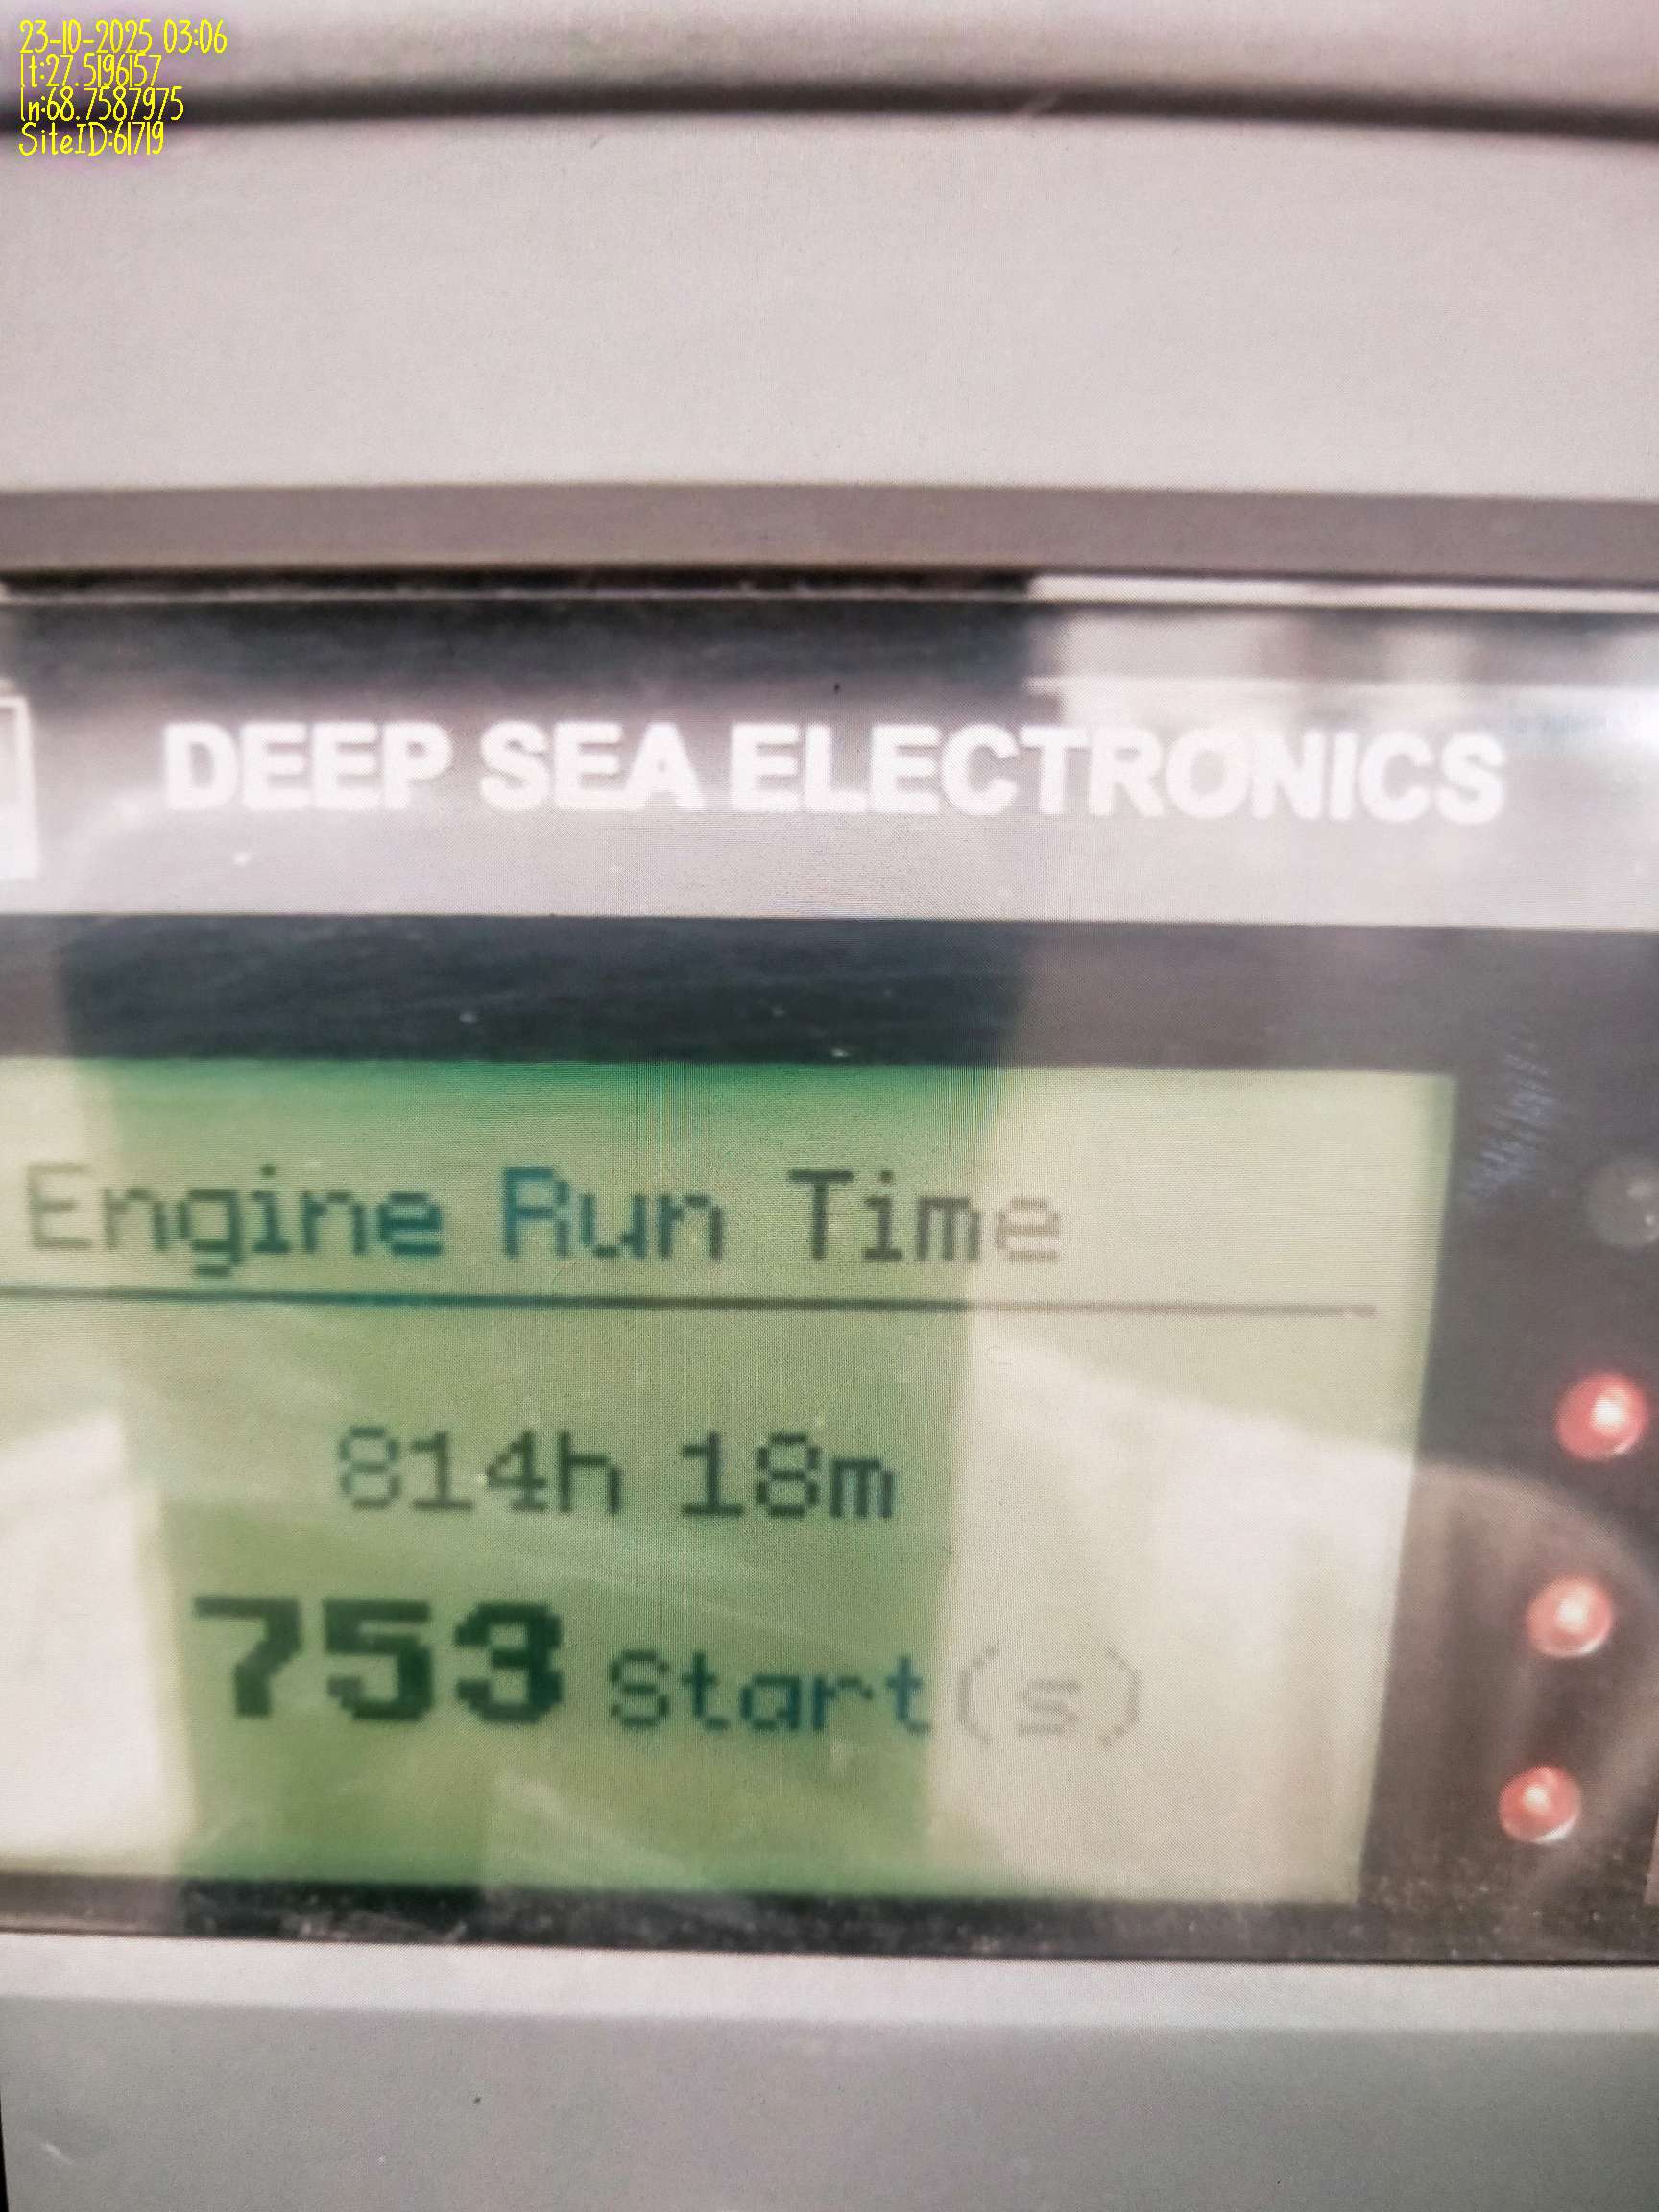 23-10-2025 03:06
lt:27.5196157
ln:68.7587975
SiteID:61719
DEEP SEA ELECTRONICS
Engine Run Time
814h 18m
753 Start(s)